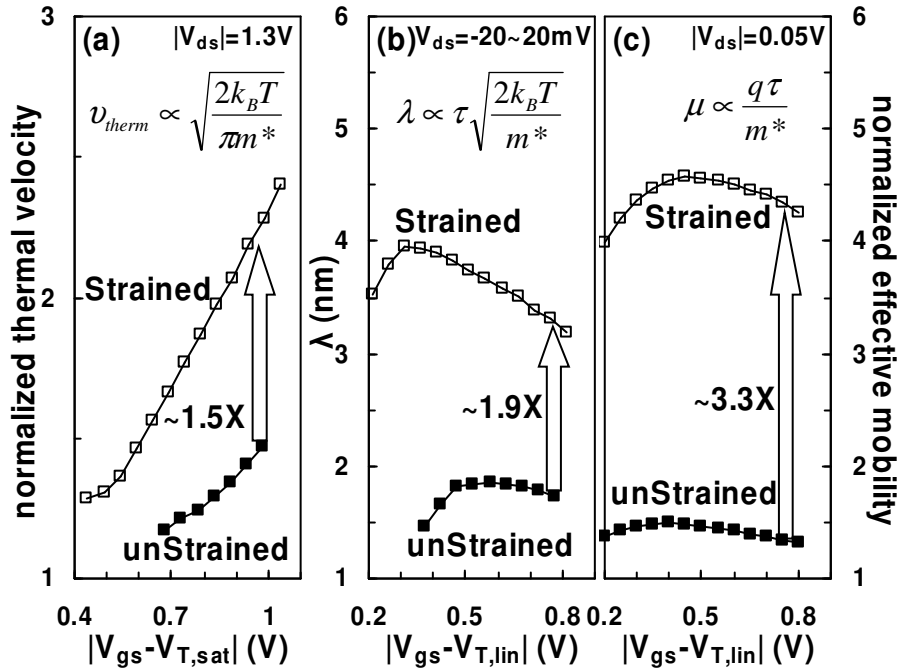 (a) |Vds|=1.3V
υtherm ∝ √(2kBT/πm*)
Strained
~1.5X
unStrained
normalized thermal velocity
3
2
1
0.4 0.7 1
|Vgs-VT,sat| (V)
(b) Vds=-20~20mV
λ ∝ τ√(2kBT/m*)
Strained
~1.9X
unStrained
λ (nm)
6
5
4
3
2
1
0.2 0.5 0.8
|Vgs-VT,lin| (V)
(c) |Vds|=0.05V
μ ∝ qτ/m*
Strained
~3.3X
unStrained
normalized effective mobility
6
5
4
3
2
1
0.2 0.5 0.8
|Vgs-VT,lin| (V)